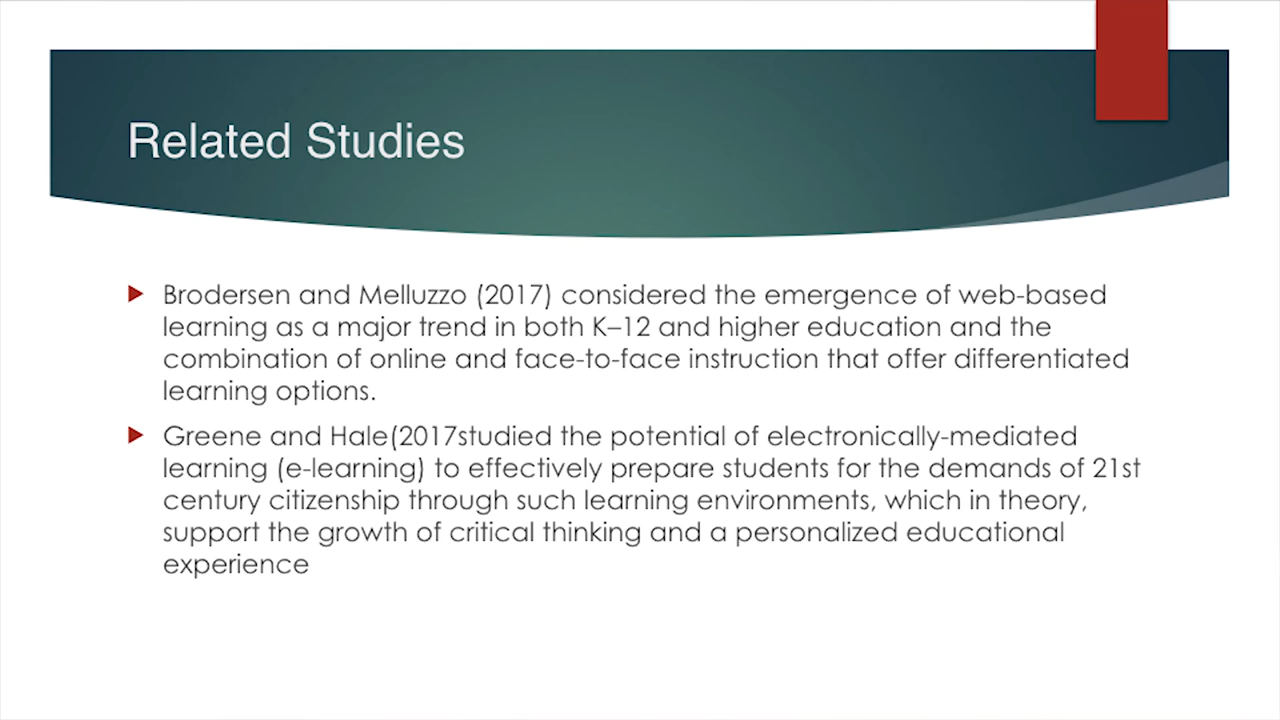 Related Studies
Brodersen and Melluzzo (2017) considered the emergence of web-based
learning as a major trend in both K–12 and higher education and the
combination of online and face-to-face instruction that offer differentiated
learning options.
Greene and Hale(2017studied the potential of electronically-mediated
learning (e-learning) to effectively prepare students for the demands of 21st
century citizenship through such learning environments, which in theory,
support the growth of critical thinking and a personalized educational
experience